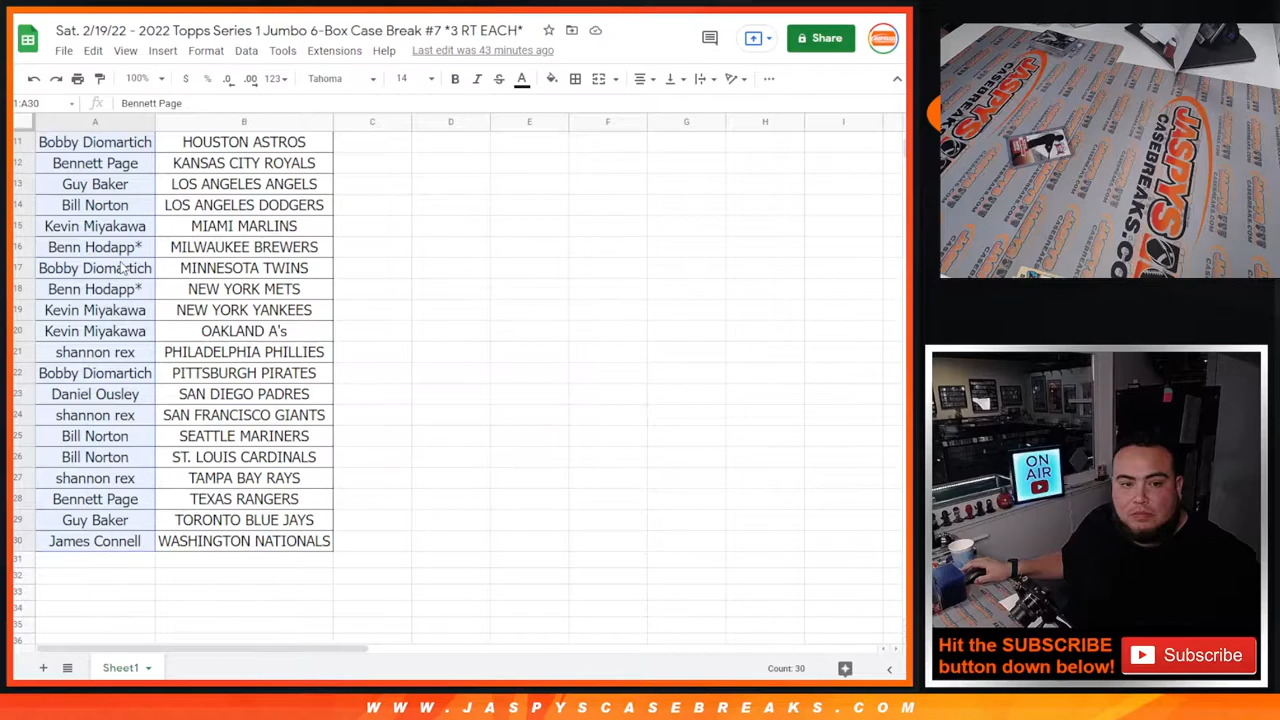 Sat. 2/19/22 - 2022 Topps Series 1 Jumbo 6-Box Case Break #7 *3 RT EACH*
File Edit View Insert Format Data Tools Extensions Help Last edit was 43 minutes ago
Share
100% $ % .0 .00 123 Tahoma 14 B I S A
1:A30 fx Bennett Page
A B C D E F G H I
11 Bobby Diomartich HOUSTON ASTROS
12 Bennett Page KANSAS CITY ROYALS
13 Guy Baker LOS ANGELES ANGELS
14 Bill Norton LOS ANGELES DODGERS
15 Kevin Miyakawa MIAMI MARLINS
16 Benn Hodapp* MILWAUKEE BREWERS
17 Bobby Diomartich MINNESOTA TWINS
18 Benn Hodapp* NEW YORK METS
19 Kevin Miyakawa NEW YORK YANKEES
20 Kevin Miyakawa OAKLAND A's
21 shannon rex PHILADELPHIA PHILLIES
22 Bobby Diomartich PITTSBURGH PIRATES
23 Daniel Ousley SAN DIEGO PADRES
24 shannon rex SAN FRANCISCO GIANTS
25 Bill Norton SEATTLE MARINERS
26 Bill Norton ST. LOUIS CARDINALS
27 shannon rex TAMPA BAY RAYS
28 Bennett Page TEXAS RANGERS
29 Guy Baker TORONTO BLUE JAYS
30 James Connell WASHINGTON NATIONALS
31
32
33
34
35
36
Sheet1
Count: 30
JASPYS
CASEBREAKS.COM
JASPYS
CASEBREAKS.CO
ON
AIR
Hit the SUBSCRIBE
button down below!
Subscribe
WWW.JASPYSCASEBREAKS.COM